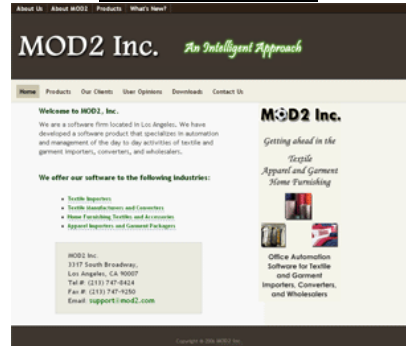 About Us About MOD2 Products What's New?
MOD2 Inc. An Intelligent Approach
Home Products Our Clients User Opinions Downloads Contact Us
Welcome to MOD2, Inc.
We are a software firm located in Los Angeles. We have
developed a software product that specializes in automation
and management of the day to day activities of textile and
garment importers, converters, and wholesalers.
We offer our software to the following industries:
Textile Importers
Textile Manufacturers and Converters
Home Furnishing Textiles and Accessories
Apparel Importers and Garment Packagers
MOD2 Inc.
3317 South Broadway,
Los Angeles, CA 90007
Tel #: (213) 747-8424
Fax #: (213) 747-9250
Email: support@mod2.com
MOD2 Inc.
Getting ahead in the
Textile
Apparel and Garment
Home Furnishing
Office Automation
Software for Textile
and Garment
Importers, Converters,
and Wholesalers
Copyright © 2006 MOD2 Inc.